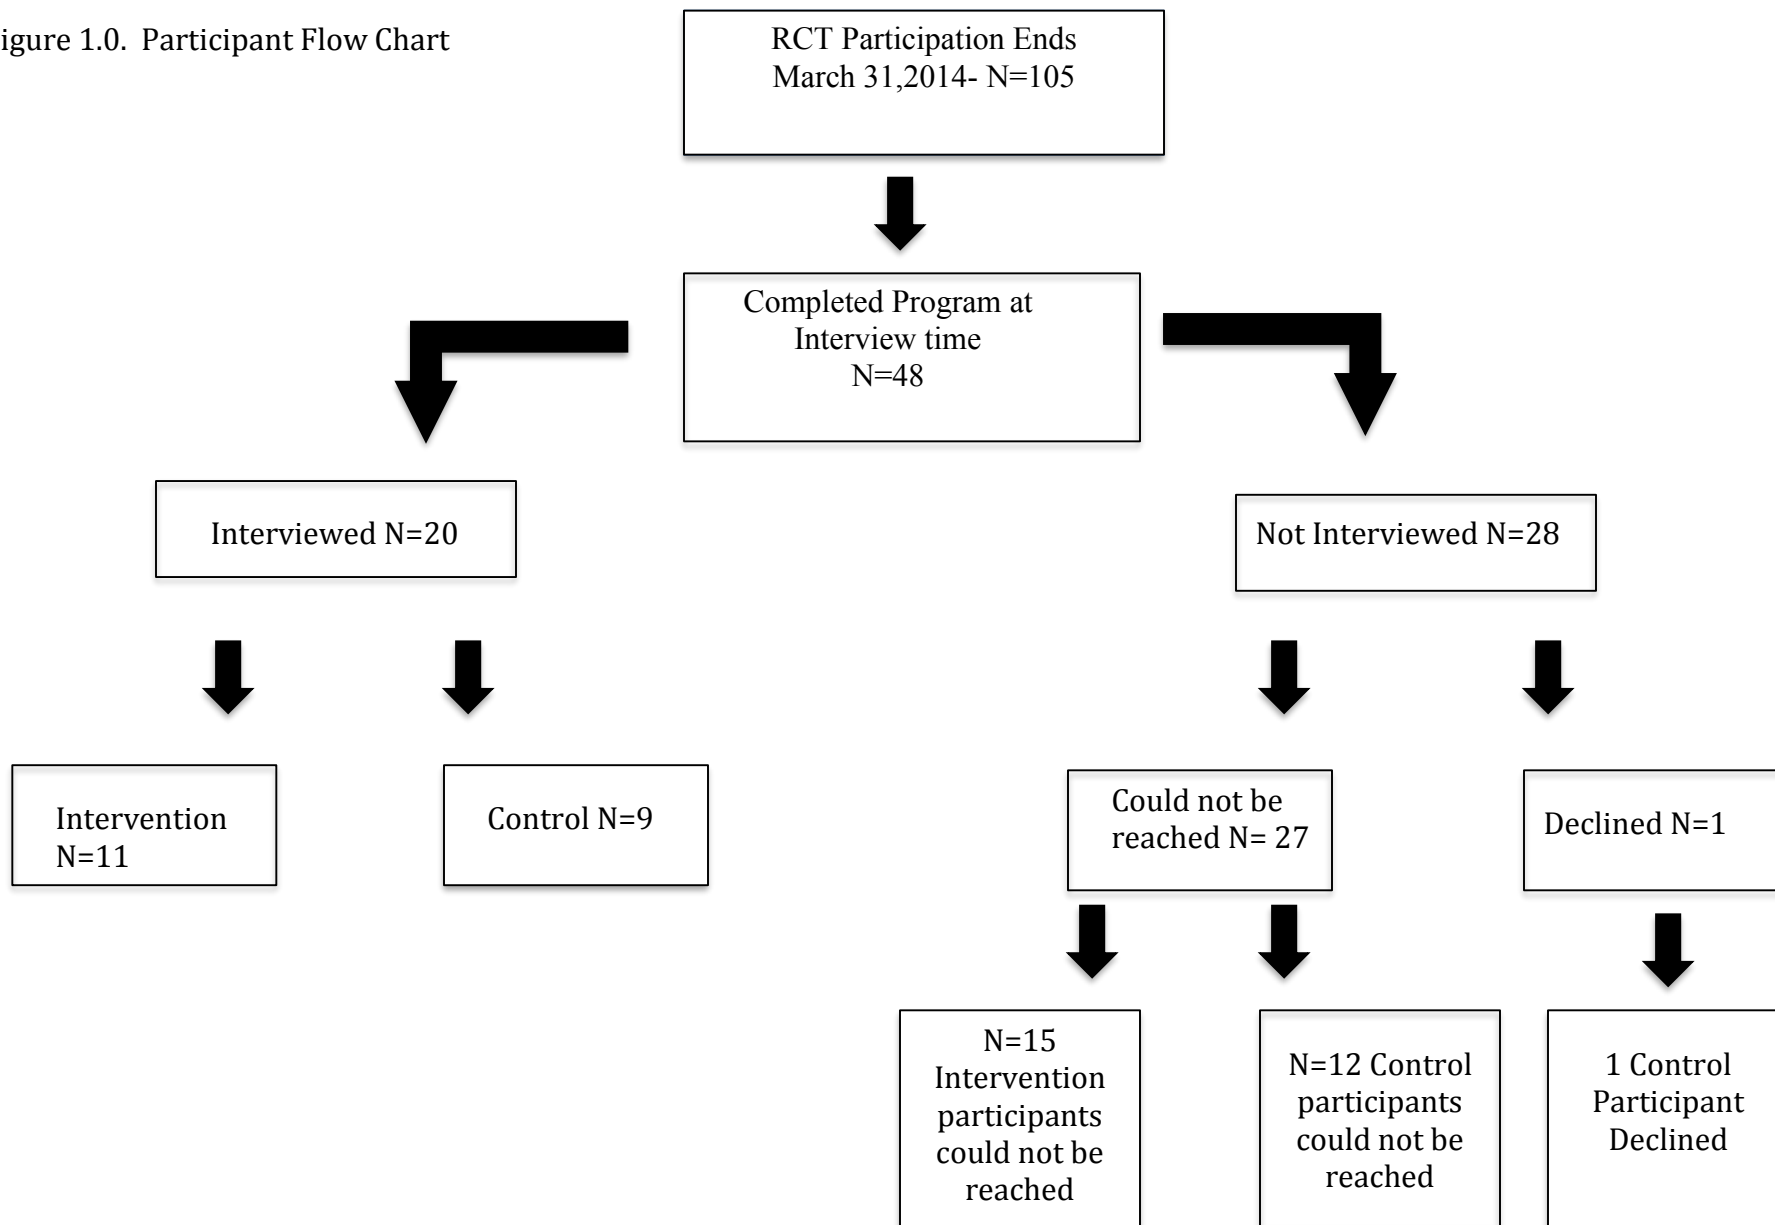 igure 1.0. Participant Flow Chart
RCT Participation Ends
March 31,2014- N=105
Completed Program at
Interview time
N=48
Interviewed N=20
Not Interviewed N=28
Intervention
N=11
Control N=9
Could not be
reached N= 27
Declined N=1
N=15
Intervention
participants
could not be
reached
N=12 Control
participants
could not be
reached
1 Control
Participant
Declined